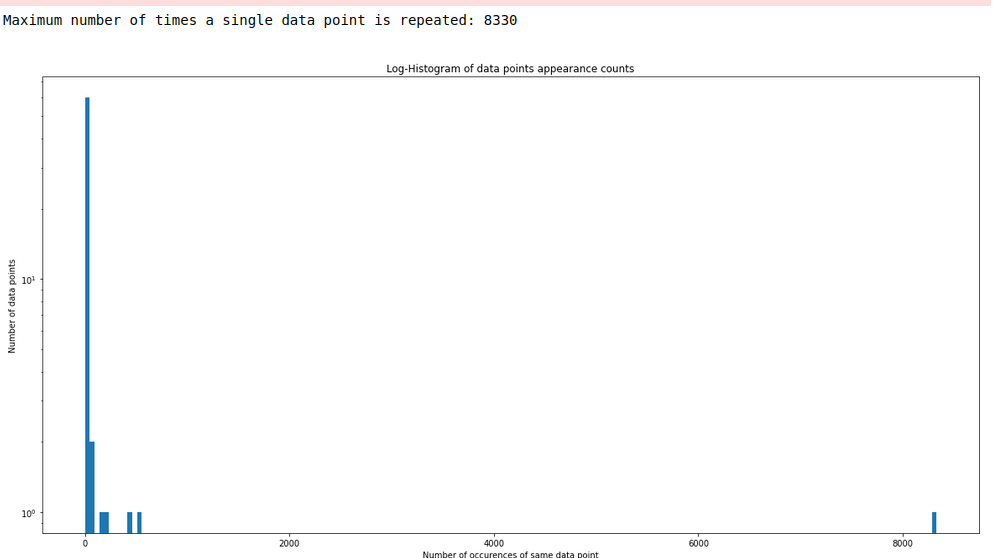 Maximum number of times a single data point is repeated: 8330
Log-Histogram of data points appearance counts
Number of data points
10¹
10⁰
0 2000 4000 6000 8000
Number of occurences of same data point